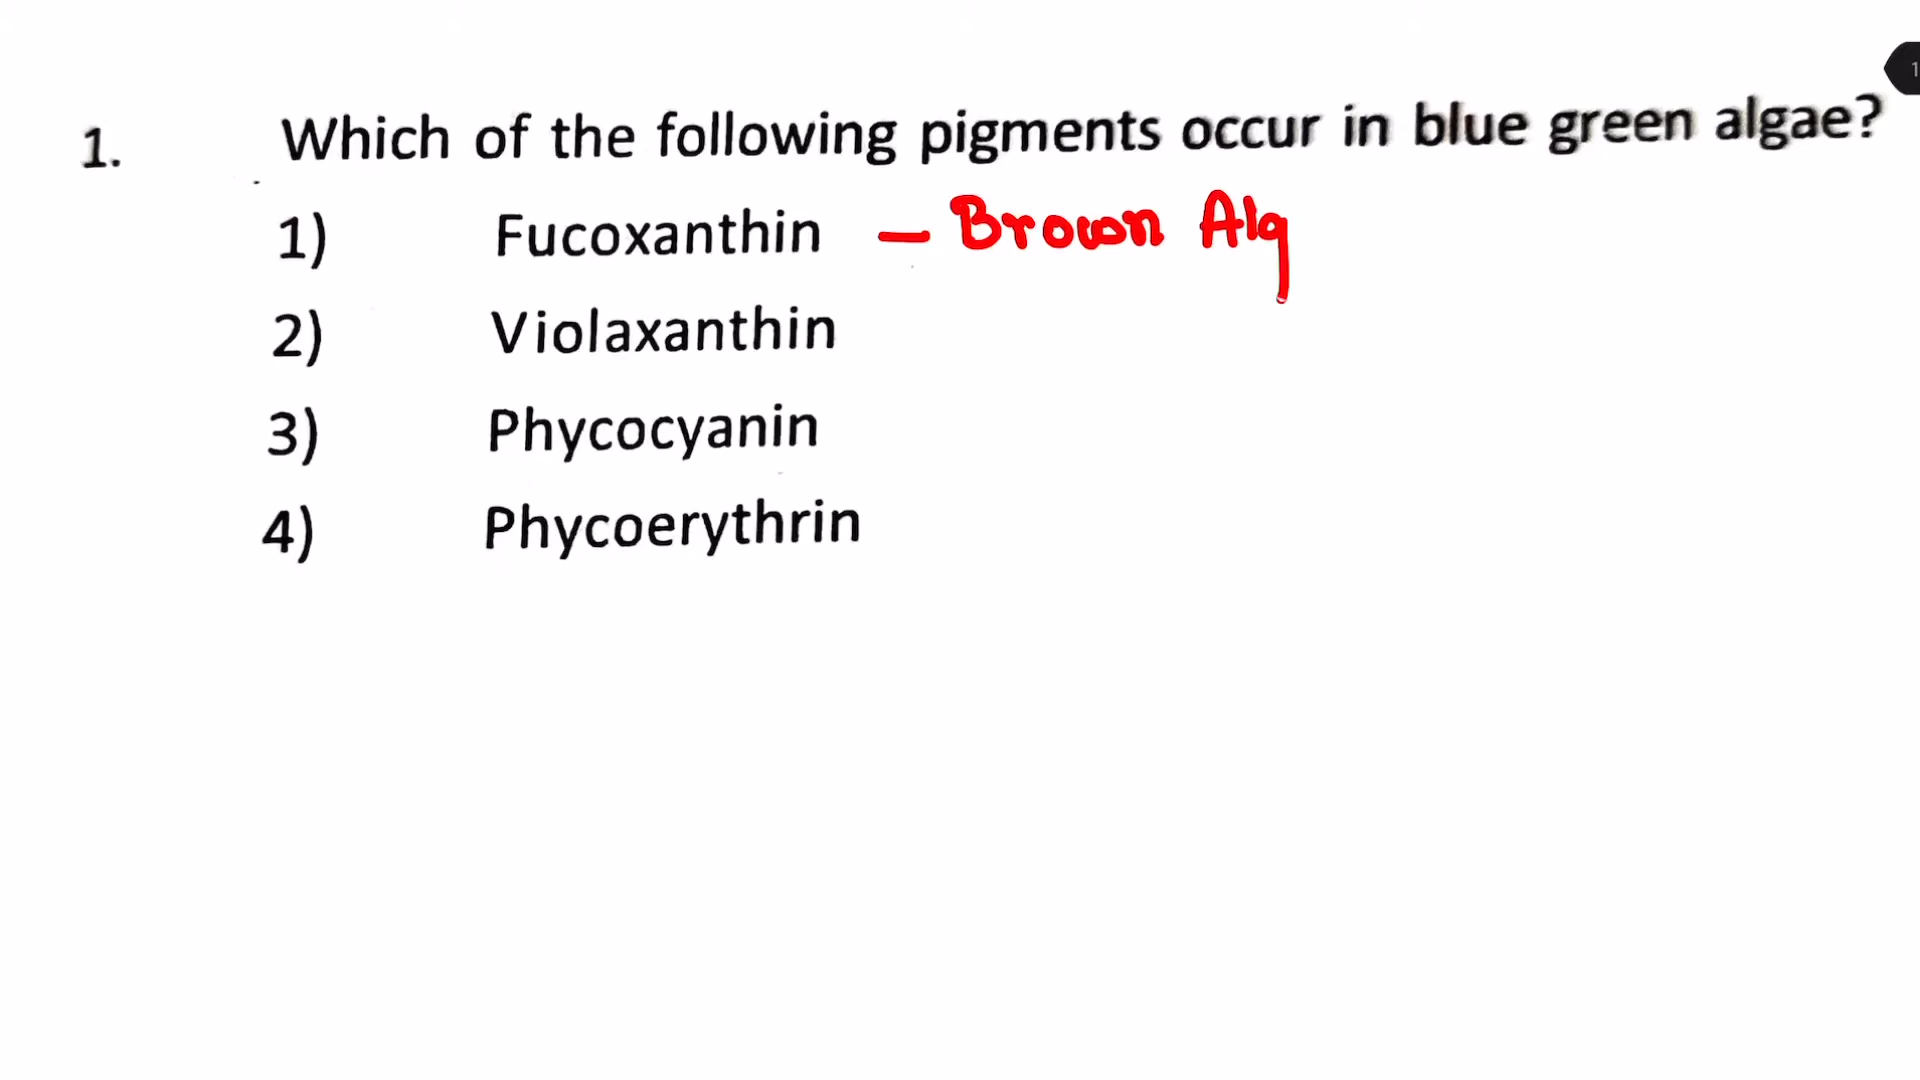 1
1. Which of the following pigments occur in blue green algae?
1) Fucoxanthin – Brown Alg
2) Violaxanthin
3) Phycocyanin
4) Phycoerythrin